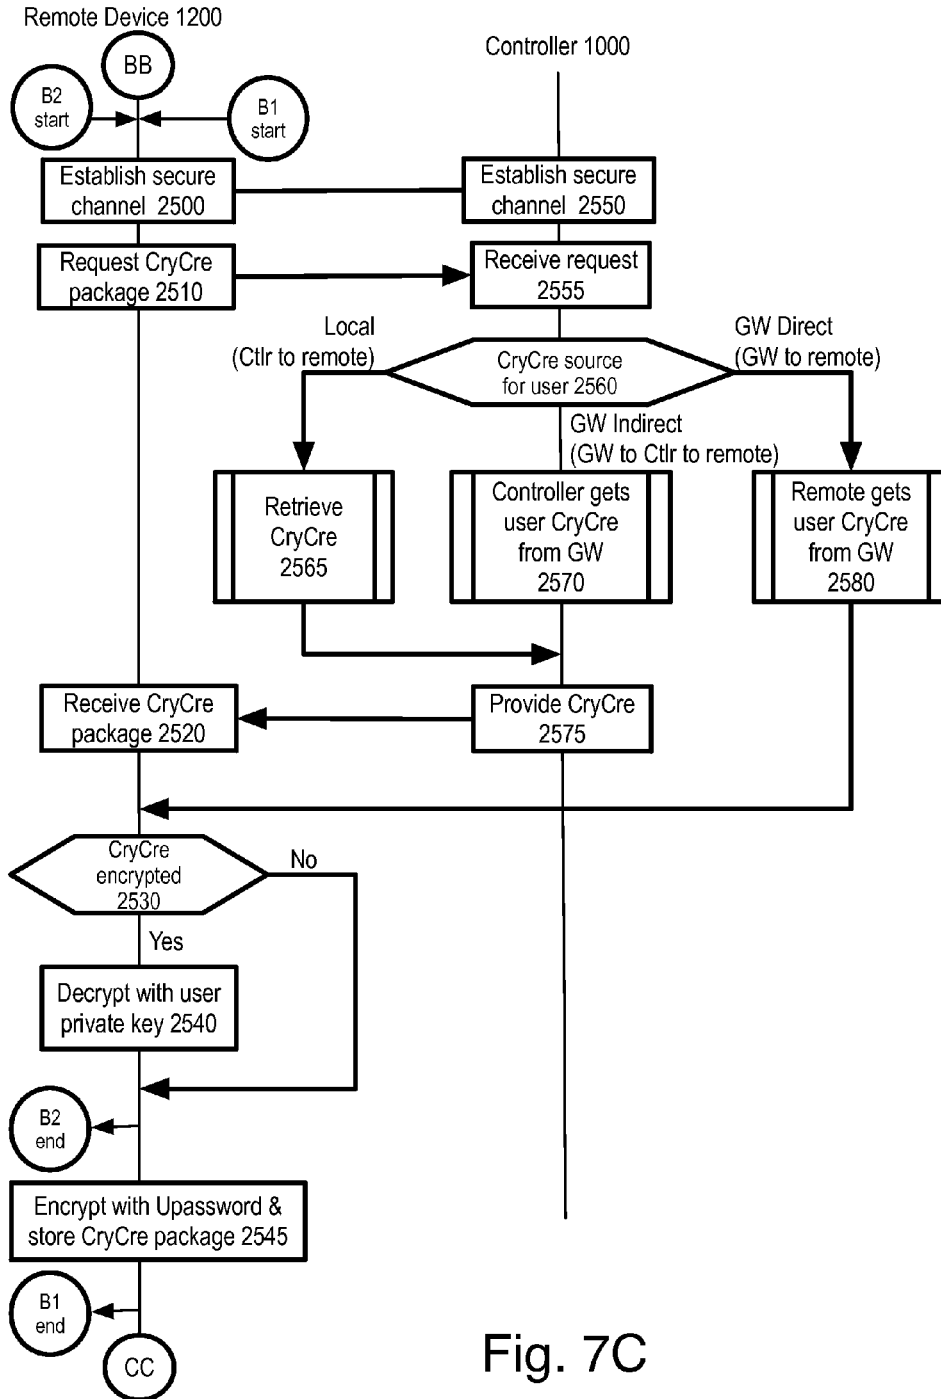 Remote Device 1200
Controller 1000
BB
B2
start
B1
start
Establish secure
channel 2500
Establish secure
channel 2550
Request CryCre
package 2510
Receive request
2555
Local
(Ctlr to remote)
GW Direct
(GW to remote)
CryCre source
for user 2560
GW Indirect
(GW to Ctlr to remote)
Retrieve
CryCre
2565
Controller gets
user CryCre
from GW
2570
Remote gets
user CryCre
from GW
2580
Receive CryCre
package 2520
Provide CryCre
2575
CryCre
encrypted
2530
No
Yes
Decrypt with user
private key 2540
B2
end
Encrypt with Upassword &
store CryCre package 2545
B1
end
CC
Fig. 7C